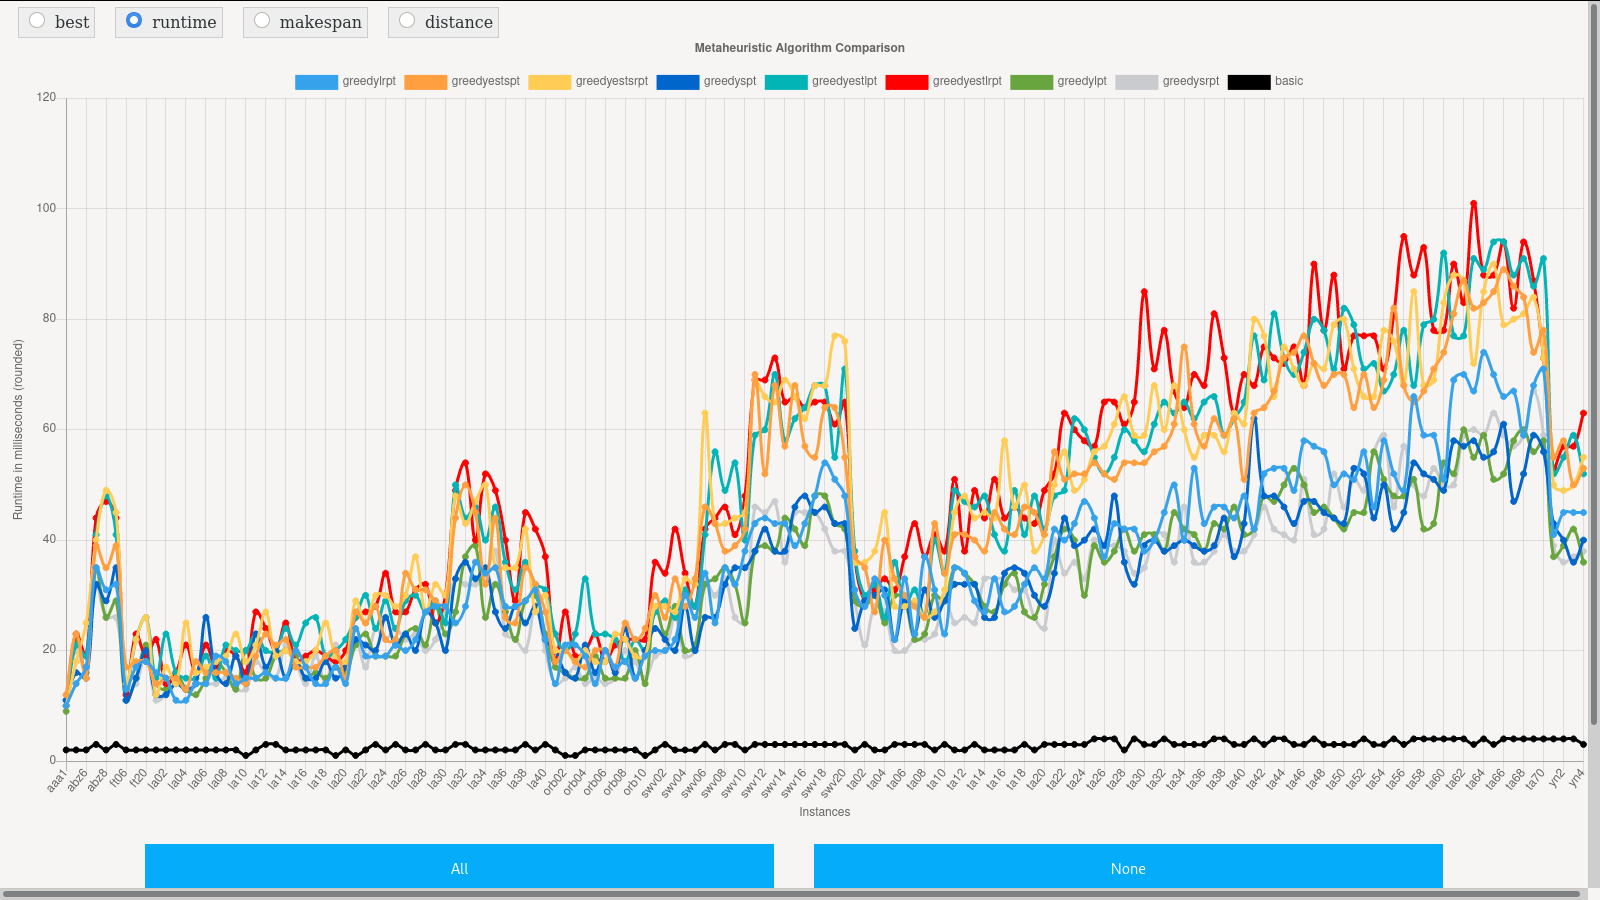 best runtime makespan distance
Metaheuristic Algorithm Comparison
greedylrpt greedyestspt greedyestsrpt greedyspt greedyestlpt greedyestlrpt greedylpt greedysrpt basic
120
100
80
60
40
20
0
Runtime in milliseconds (rounded)
aaa1 abz6 abz8 ft06 ft20 la02 la04 la06 la08 la10 la12 la14 la16 la18 la20 la22 la24 la26 la28 la30 la32 la34 la36 la38 la40 orb02 orb04 orb06 orb08 orb10 swv02 swv04 swv06 swv08 swv10 swv12 swv14 swv16 swv18 swv20 ta02 ta04 ta06 ta08 ta10 ta12 ta14 ta16 ta18 ta20 ta22 ta24 ta26 ta28 ta30 ta32 ta34 ta36 ta38 ta40 ta42 ta44 ta46 ta48 ta50 ta52 ta54 ta56 ta58 ta60 ta62 ta64 ta66 ta68 ta70 yn2 yn4
Instances
All None